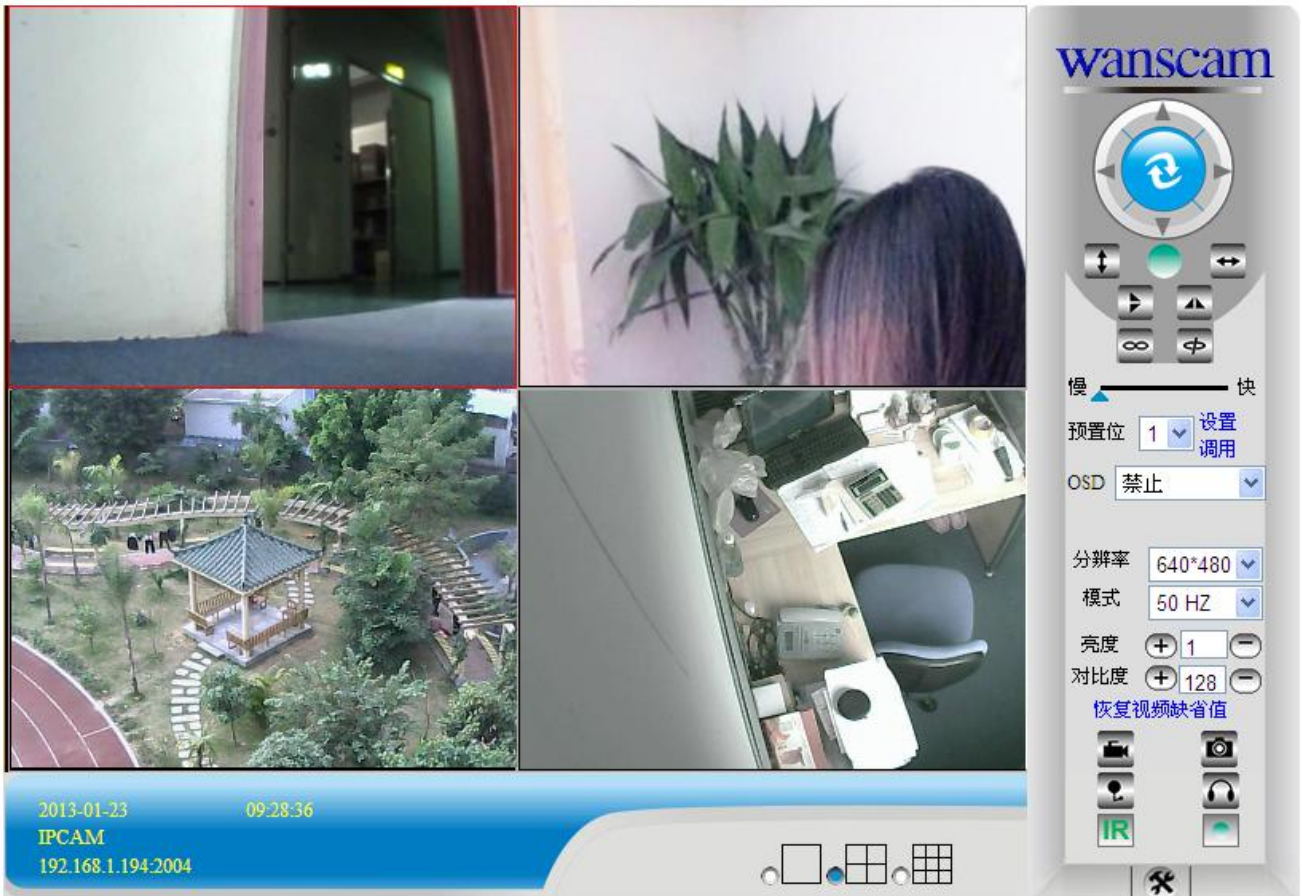 wanscam
慢 快
预置位 1 设置
调用
OSD 禁止
分辨率 640*480
模式 50 HZ
亮度 + 1 −
对比度 + 128 −
恢复视频缺省值
IR
2013-01-23 09:28:36
IPCAM
192.168.1.194:2004